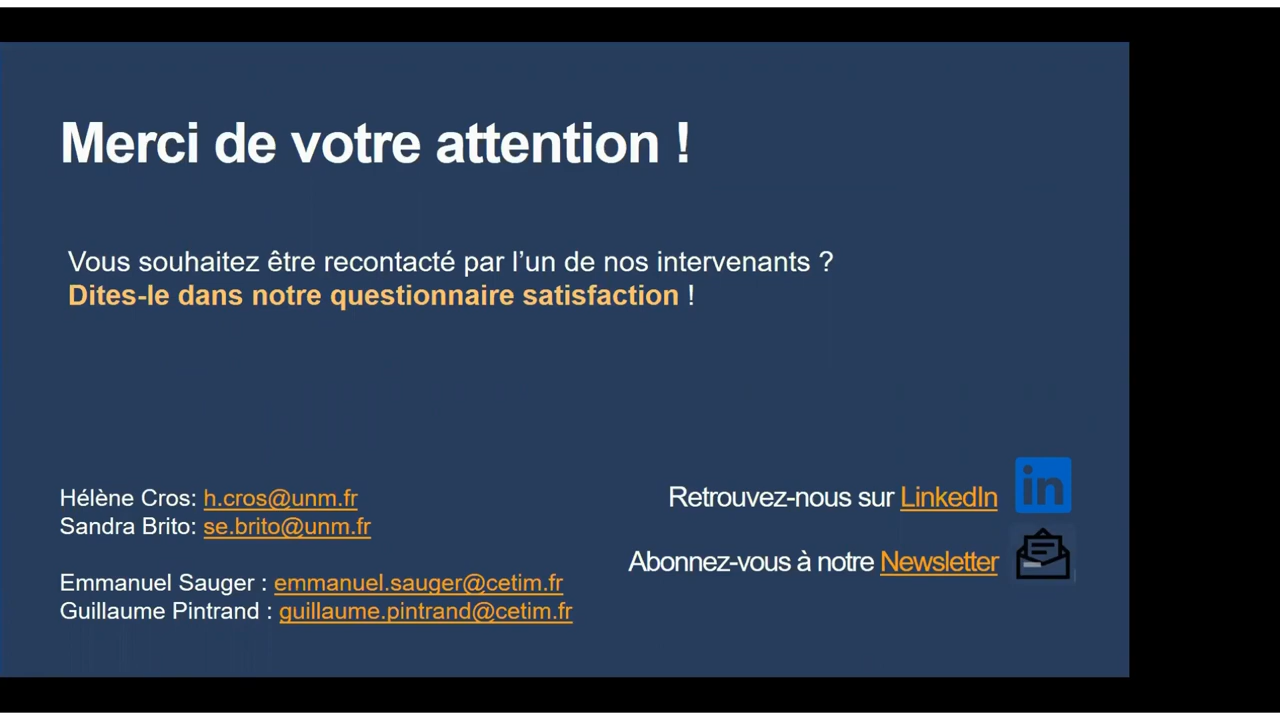 Merci de votre attention !
Vous souhaitez être recontacté par l’un de nos intervenants ?
Dites-le dans notre questionnaire satisfaction !
Hélène Cros: h.cros@unm.fr
Sandra Brito: se.brito@unm.fr
Emmanuel Sauger : emmanuel.sauger@cetim.fr
Guillaume Pintrand : guillaume.pintrand@cetim.fr
Retrouvez-nous sur LinkedIn
in
Abonnez-vous à notre Newsletter